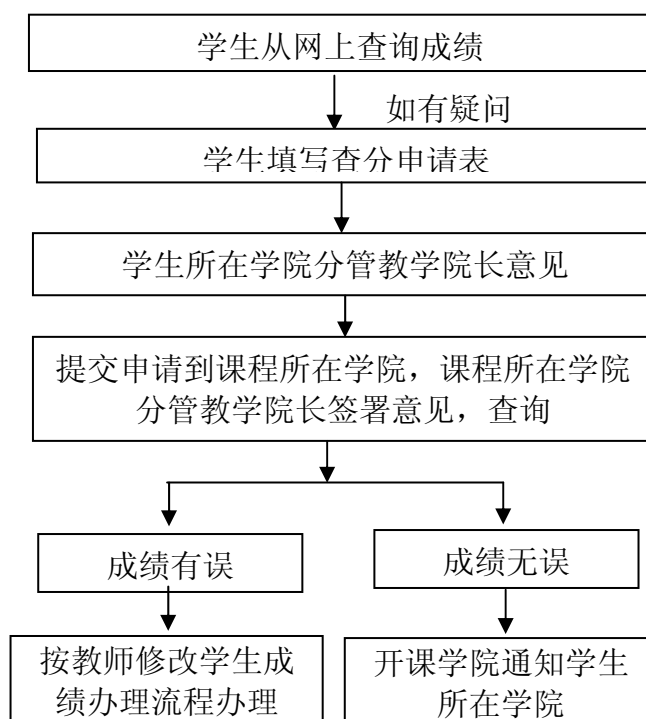 学生从网上查询成绩
如有疑问
学生填写查分申请表
学生所在学院分管教学院长意见
提交申请到课程所在学院，课程所在学院
分管教学院长签署意见，查询
成绩有误
成绩无误
按教师修改学生成
绩办理流程办理
开课学院通知学生
所在学院